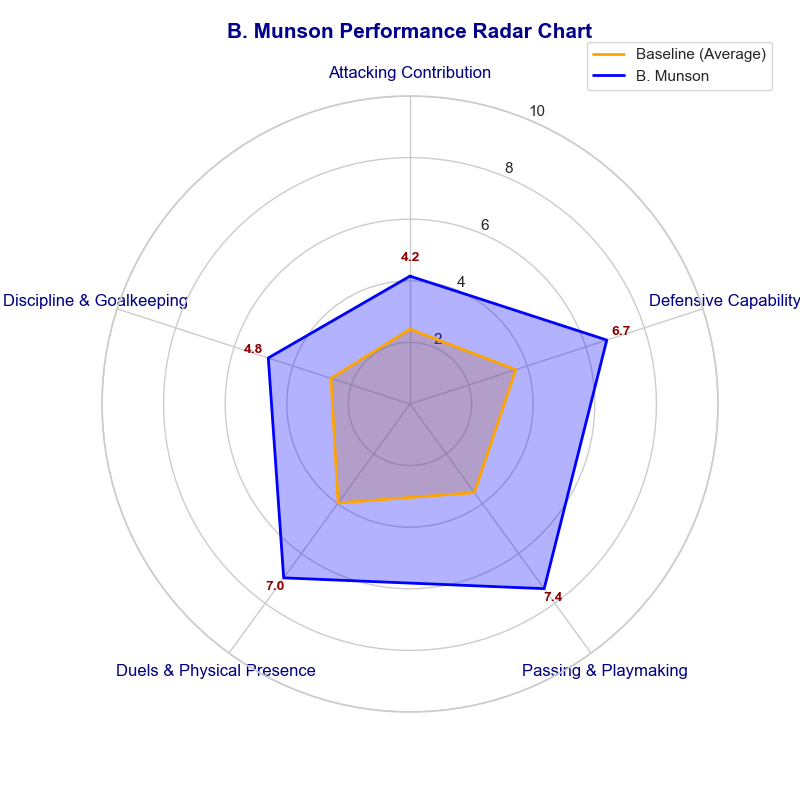 B. Munson Performance Radar Chart
Baseline (Average)
B. Munson
Attacking Contribution
10
8
6
4.2
4
Discipline & Goalkeeping
Defensive Capability
6.7
2
4.8
7.0
7.4
Duels & Physical Presence
Passing & Playmaking